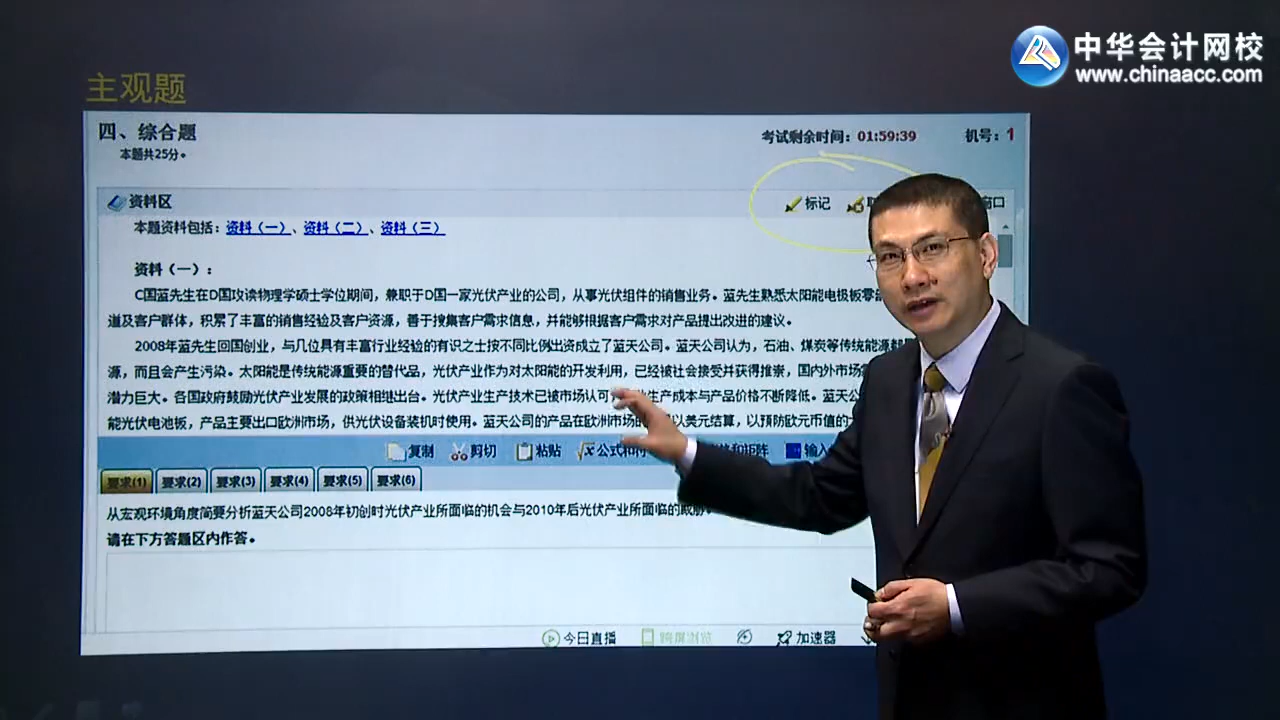 中华会计网校
www.chinaacc.com
主观题
四、综合题
本题共25分。
考试剩余时间：01:59:39
机号：1
资料区
标记
窗口
本题资料包括：资料（一）、资料（二）、资料（三）
资料（一）：
C国蓝先生在D国攻读物理学硕士学位期间，兼职于D国一家光伏产业的公司，从事光伏组件的销售业务。蓝先生熟悉太阳能电极板零
道及客户群体，积累了丰富的销售经验及客户资源，善于搜集客户需求信息，并能够根据客户需求对产品提出改进的建议。
2008年蓝先生回国创业，与几位具有丰富行业经验的有识之士按不同比例出资成立了蓝天公司。蓝天公司认为，石油、煤炭等传统能源
源，而且会产生污染。太阳能是传统能源重要的替代品，光伏产业作为对太阳能的开发利用，已经被社会接受并获得推崇，国内外市场
潜力巨大。各国政府鼓励光伏产业发展的政策相继出台。光伏产业生产技术已被市场认可 生产成本与产品价格不断降低。蓝天公
能光伏电池板，产品主要出口欧洲市场，供光伏设备装机时使用。蓝天公司的产品在欧洲市场的 以美元结算，以预防欧元币值的
复制 剪切 粘贴 公式和符 和矩阵 输入
要求(1) 要求(2) 要求(3) 要求(4) 要求(5) 要求(6)
从宏观环境角度简要分析蓝天公司2008年初创时光伏产业所面临的机会与2010年后光伏产业所面临的威胁。
请在下方答题区内作答。
今日直播 跨屏浏览 加速器